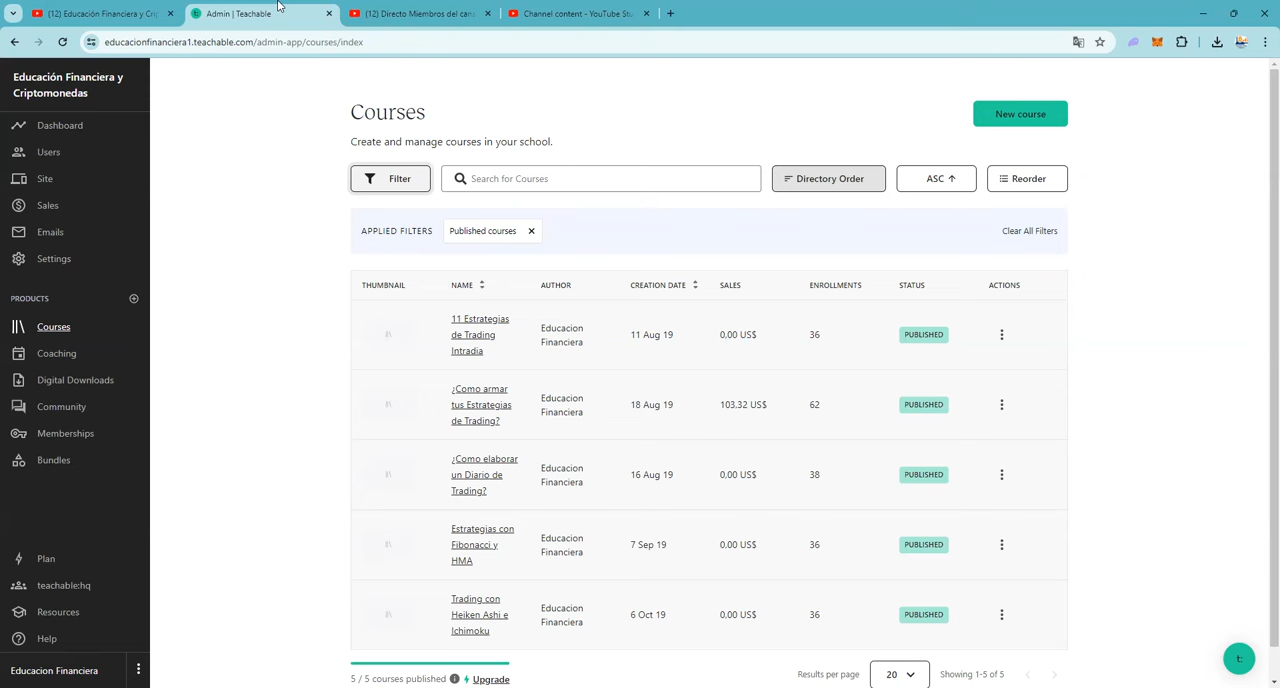 (12) Educación Financiera y Crip
Admin | Teachable
(12) Directo Miembros del cana
Channel content - YouTube Stu
educacionfinanciera1.teachable.com/admin-app/courses/index
Educación Financiera y
Criptomonedas
Dashboard
Users
Site
Sales
Emails
Settings
PRODUCTS
Courses
Coaching
Digital Downloads
Community
Memberships
Bundles
Plan
teachable:hq
Resources
Help
Educacion Financiera
Courses
New course
Create and manage courses in your school.
Filter
Search for Courses
Directory Order
ASC
Reorder
APPLIED FILTERS
Published courses
Clear All Filters
THUMBNAIL NAME AUTHOR CREATION DATE SALES ENROLLMENTS STATUS ACTIONS
11 Estrategias
de Trading
Intradia
Educacion
Financiera
11 Aug 19
0,00 US$
36
PUBLISHED
¿Como armar
tus Estrategias
de Trading?
Educacion
Financiera
18 Aug 19
103,32 US$
62
PUBLISHED
¿Como elaborar
un Diario de
Trading?
Educacion
Financiera
16 Aug 19
0,00 US$
38
PUBLISHED
Estrategias con
Fibonacci y
HMA
Educacion
Financiera
7 Sep 19
0,00 US$
36
PUBLISHED
Trading con
Heiken Ashi e
Ichimoku
Educacion
Financiera
6 Oct 19
0,00 US$
36
PUBLISHED
5 / 5 courses published
Upgrade
Results per page
20
Showing 1-5 of 5
t: